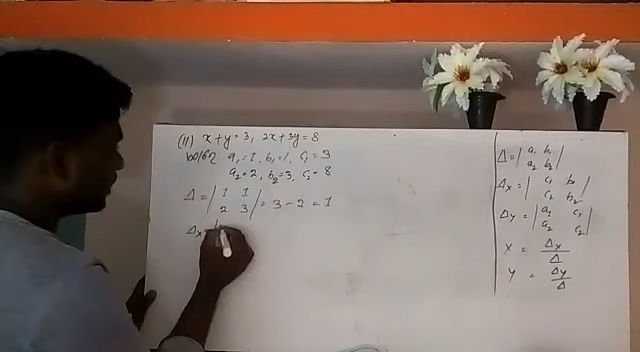 (11) x + y = 3, 2x + 3y = 8
a₁ = 1, b₁ = 1, c₁ = 3
a₂ = 2, b₂ = 3, c₂ = 8
Δ = | 1 1 | = 3 - 2 = 1
2 3
Δx = |
Δ = | a₁ b₁ |
a₂ b₂
Δx = | c₁ b₁ |
c₂ b₂
Δy = | a₁ c₁ |
a₂ c₂
x = Δx / Δ
y = Δy / Δ